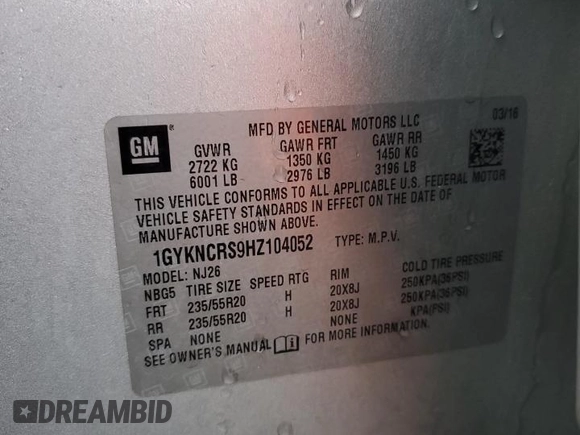 MFD BY GENERAL MOTORS LLC 03/16
GM
GVWR GAWR FRT GAWR RR
2722 KG 1350 KG 1450 KG
6001 LB 2976 LB 3196 LB
THIS VEHICLE CONFORMS TO ALL APPLICABLE U.S. FEDERAL MOTOR
VEHICLE SAFETY STANDARDS IN EFFECT ON THE DATE OF
MANUFACTURE SHOWN ABOVE.
1GYKNCRS9HZ104052 TYPE: M.P.V.
MODEL: NJ26
NBG5 TIRE SIZE SPEED RTG RIM COLD TIRE PRESSURE
FRT 235/55R20 H 20X8J 250KPA(36PSI)
RR 235/55R20 H 20X8J 250KPA(36PSI)
SPA NONE NONE KPA(PSI)
SEE OWNER'S MANUAL FOR MORE INFORMATION.
DREAMBID